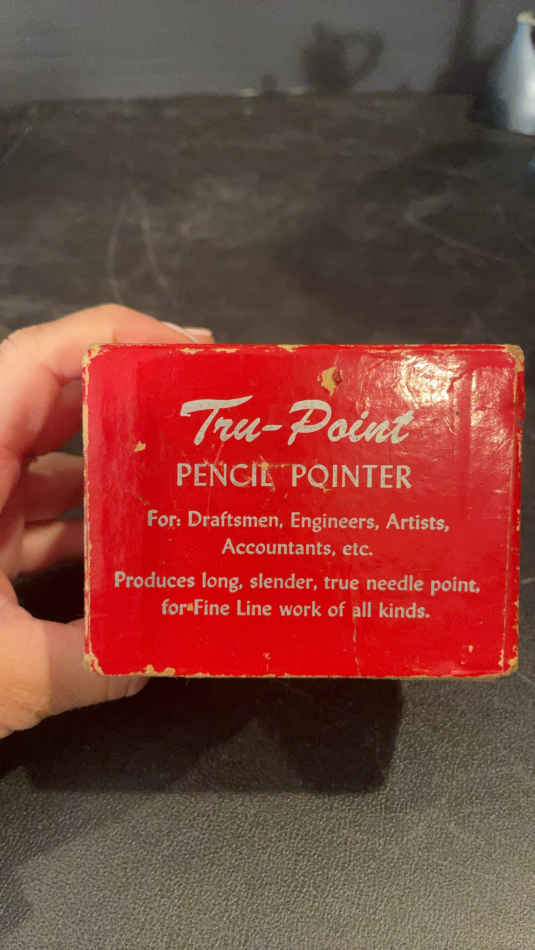 Tru-Point
PENCIL POINTER
For: Draftsmen, Engineers, Artists,
Accountants, etc.
Produces long, slender, true needle point,
for Fine Line work of all kinds.